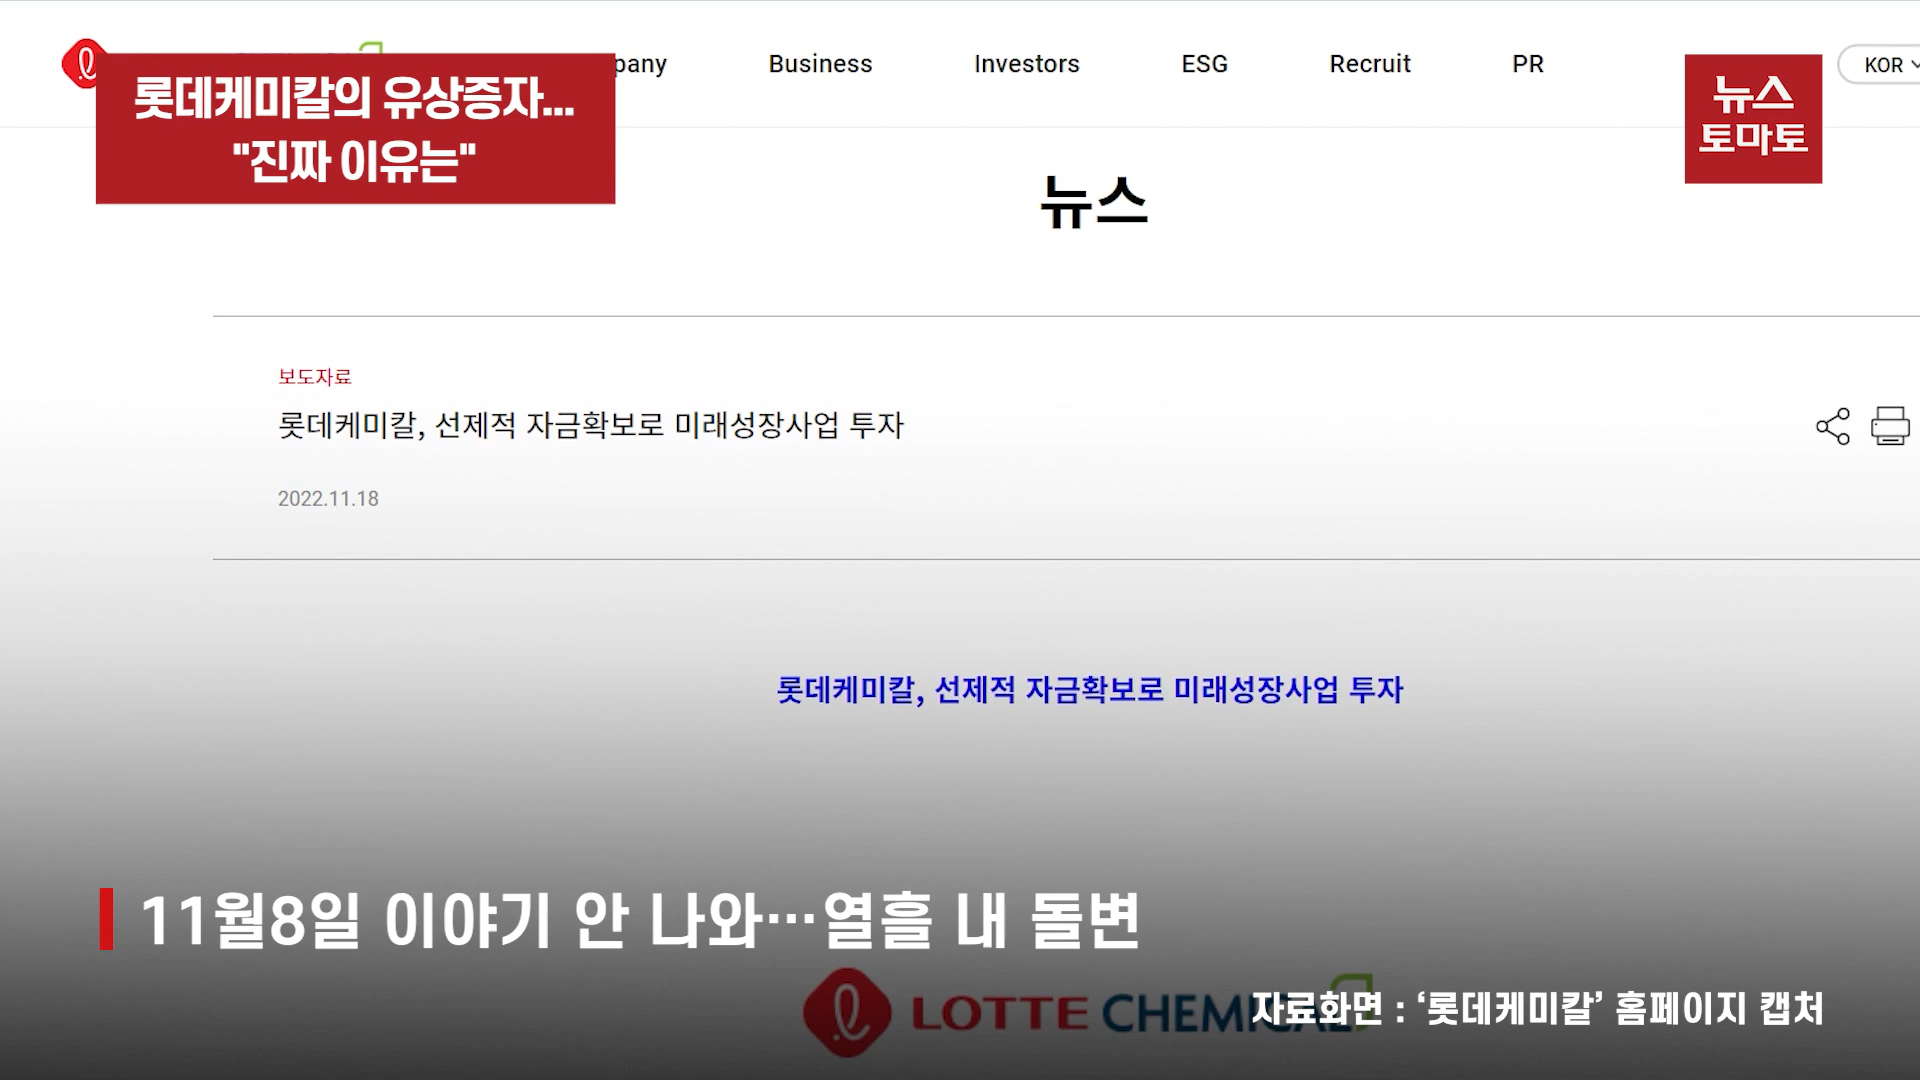 롯데케미칼의 유상증자...
"진짜 이유는"
pany Business Investors ESG Recruit PR KOR
뉴스
토마토
뉴스
보도자료
롯데케미칼, 선제적 자금확보로 미래성장사업 투자
2022.11.18
롯데케미칼, 선제적 자금확보로 미래성장사업 투자
11월8일 이야기 안 나와…열흘 내 돌변
LOTTE CHEMICAL
자료화면 : ‘롯데케미칼’ 홈페이지 캡처